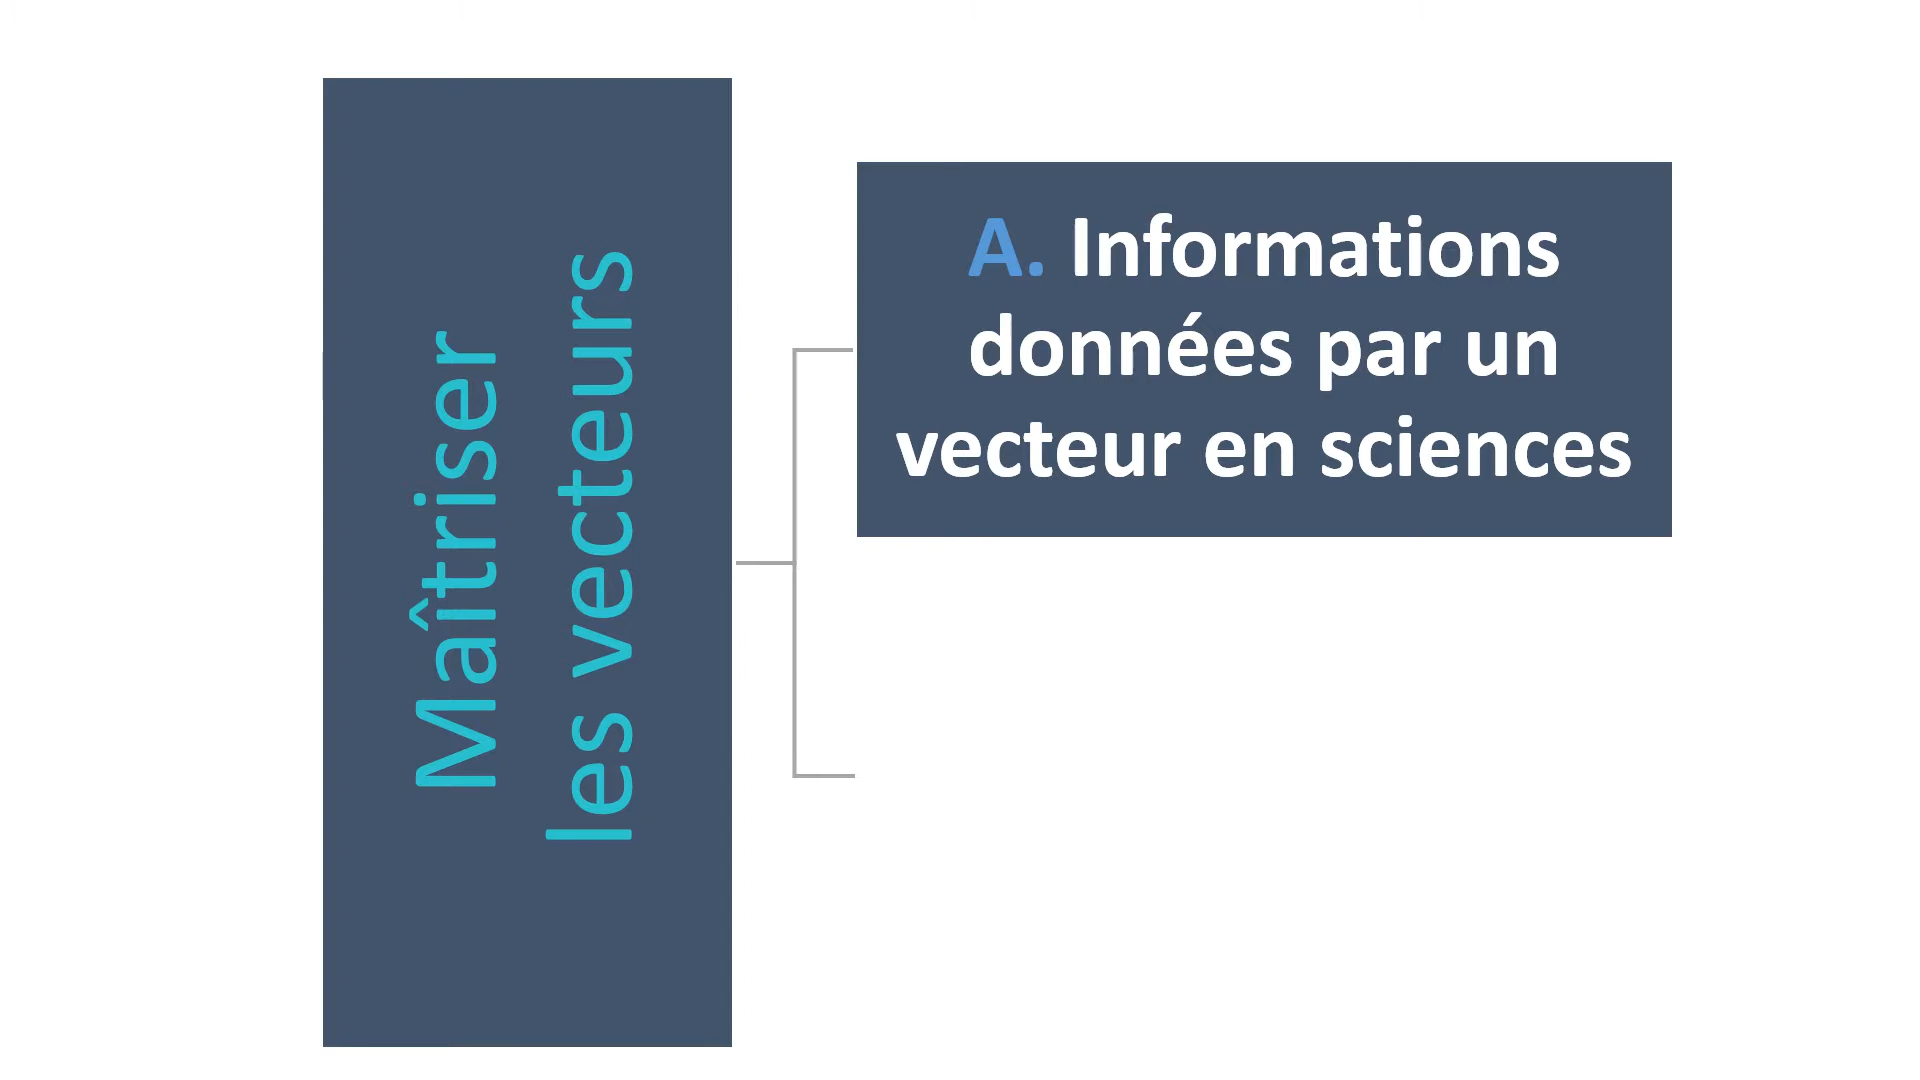 Maîtriser
les vecteurs
A. Informations
données par un
vecteur en sciences